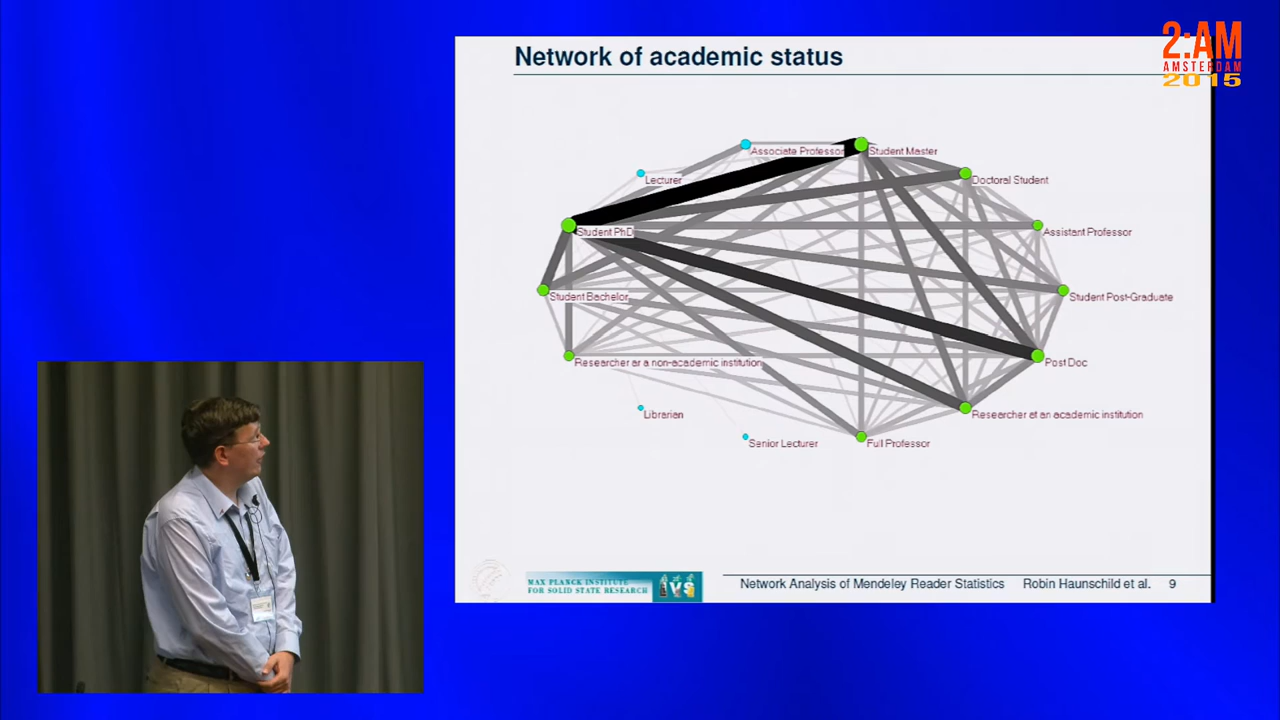 Network of academic status
2:AM
AMSTERDAM
2015
Associate Professor
Student Master
Lecturer
Doctoral Student
Student PhD
Assistant Professor
Student Bachelor
Student Post-Graduate
Researcher at a non-academic institution
Post Doc
Librarian
Researcher at an academic institution
Senior Lecturer
Full Professor
MAX PLANCK INSTITUTE
FOR SOLID STATE RESEARCH
IVS
Network Analysis of Mendeley Reader Statistics Robin Haunschild et al. 9